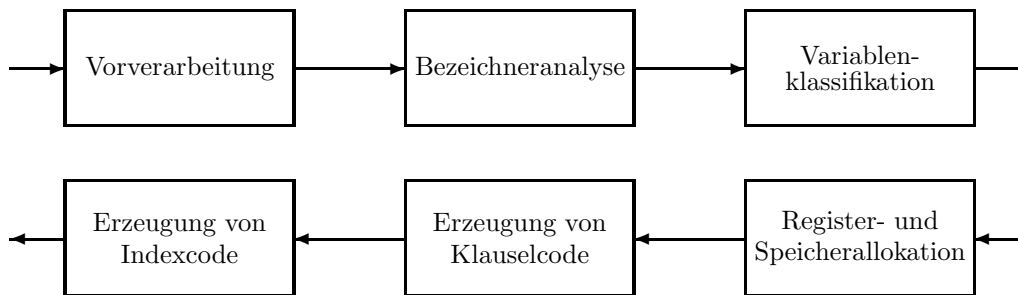 Vorverarbeitung
Bezeichneranalyse
Variablen-
klassifikation
Erzeugung von
Indexcode
Erzeugung von
Klauselcode
Register- und
Speicherallokation